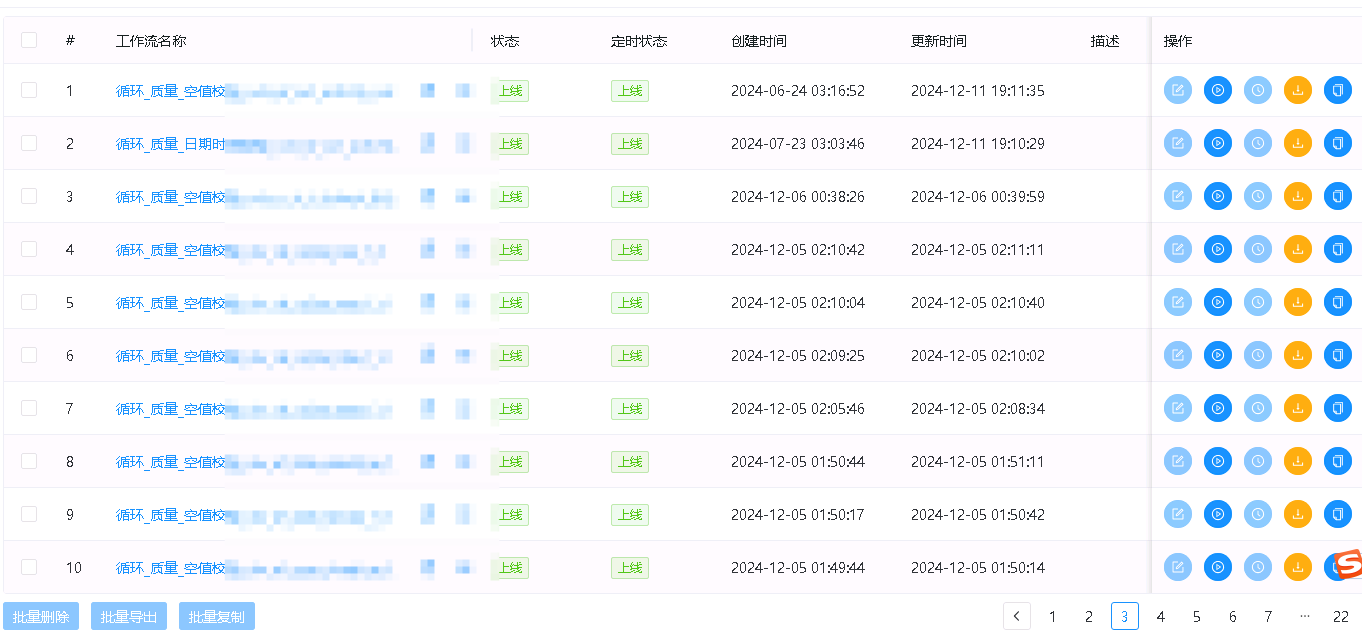 # 工作流名称 状态 定时状态 创建时间 更新时间 描述 操作
1 循环_质量_空值校 上线 上线 2024-06-24 03:16:52 2024-12-11 19:11:35
2 循环_质量_日期时 上线 上线 2024-07-23 03:03:46 2024-12-11 19:10:29
3 循环_质量_空值校 上线 上线 2024-12-06 00:38:26 2024-12-06 00:39:59
4 循环_质量_空值校 上线 上线 2024-12-05 02:10:42 2024-12-05 02:11:11
5 循环_质量_空值校 上线 上线 2024-12-05 02:10:04 2024-12-05 02:10:40
6 循环_质量_空值校 上线 上线 2024-12-05 02:09:25 2024-12-05 02:10:02
7 循环_质量_空值校 上线 上线 2024-12-05 02:05:46 2024-12-05 02:08:34
8 循环_质量_空值校 上线 上线 2024-12-05 01:50:44 2024-12-05 01:51:11
9 循环_质量_空值校 上线 上线 2024-12-05 01:50:17 2024-12-05 01:50:42
10 循环_质量_空值校 上线 上线 2024-12-05 01:49:44 2024-12-05 01:50:14
批量删除 批量导出 批量复制 1 2 3 4 5 6 7 ··· 22